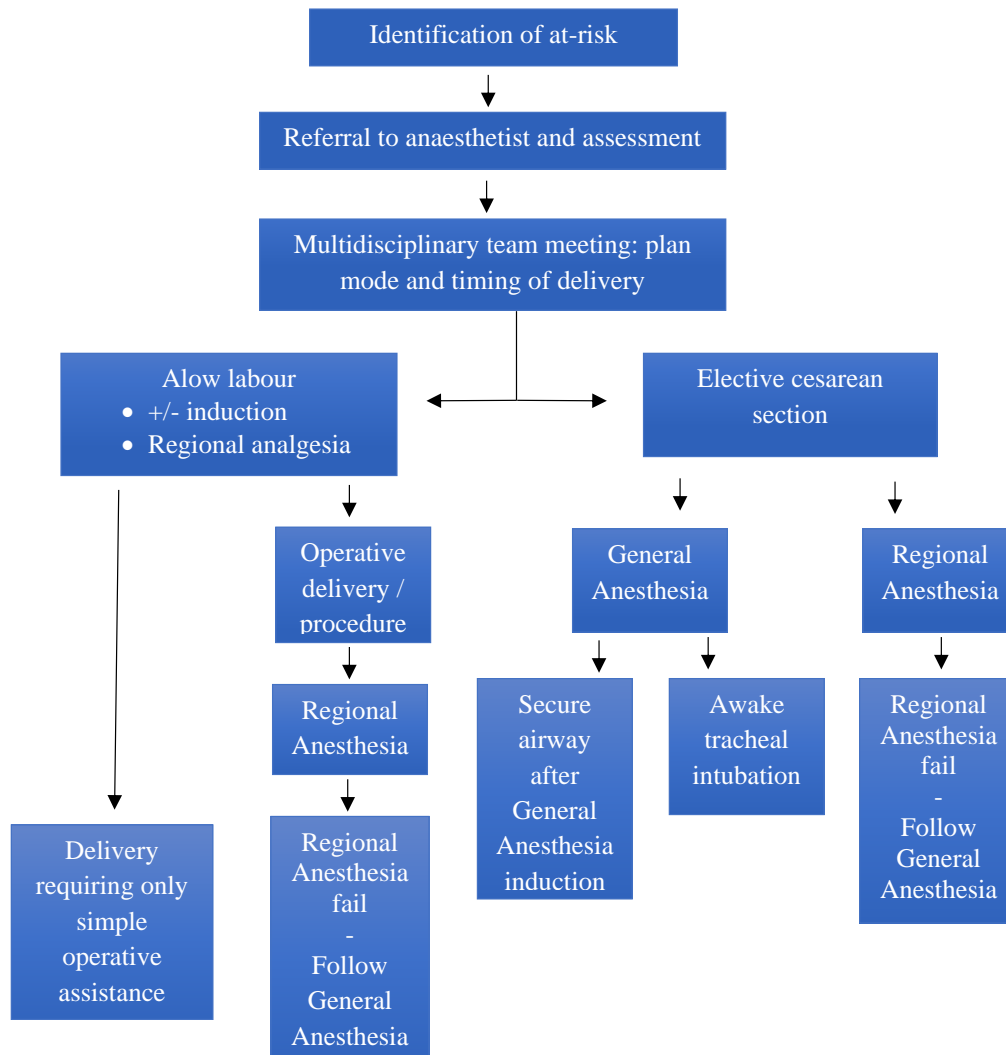 Identification of at-risk
Referral to anaesthetist and assessment
Multidisciplinary team meeting: plan
mode and timing of delivery
Alow labour
• +/- induction
• Regional analgesia
Elective cesarean
section
Operative
delivery /
procedure
General
Anesthesia
Regional
Anesthesia
Regional
Anesthesia
Secure
airway
after
General
Anesthesia
induction
Awake
tracheal
intubation
Regional
Anesthesia
fail
-
Follow
General
Anesthesia
Delivery
requiring only
simple
operative
assistance
Regional
Anesthesia
fail
-
Follow
General
Anesthesia